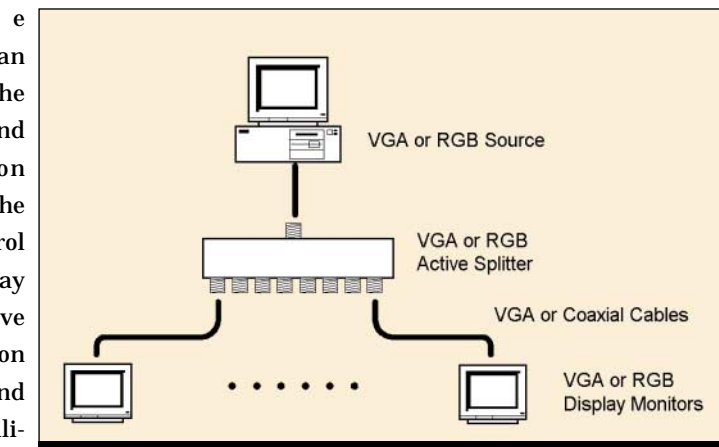 e
an
he
nd
on
he
rol
ay
ve
on
nd
li-
VGA or RGB Source
VGA or RGB
Active Splitter
VGA or Coaxial Cables
VGA or RGB
Display Monitors